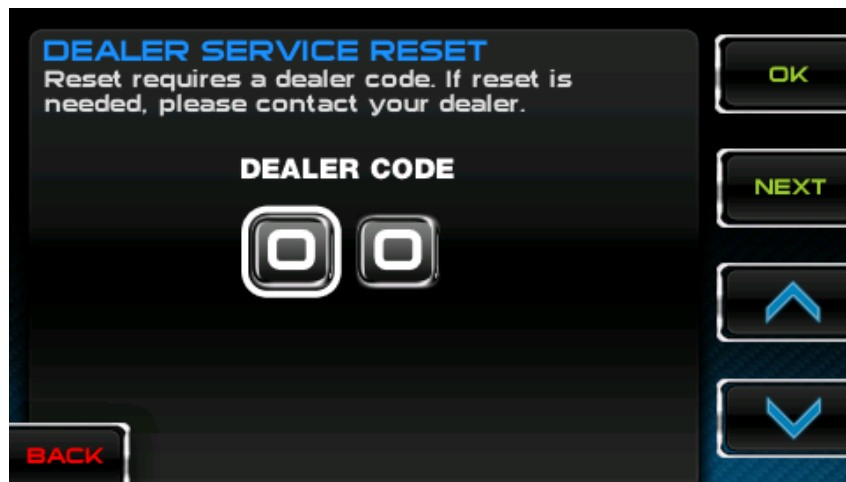 DEALER SERVICE RESET
Reset requires a dealer code. If reset is
needed, please contact your dealer.
DEALER CODE
0 0
OK
NEXT
BACK